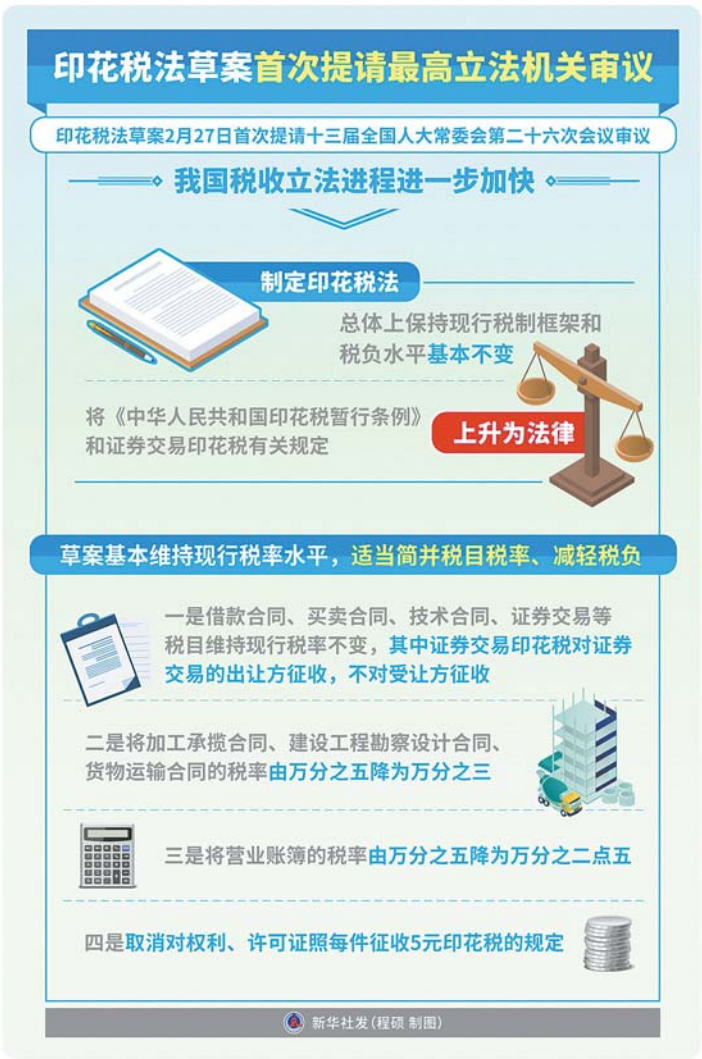 印花税法草案首次提请最高立法机关审议
印花税法草案2月27日首次提请十三届全国人大常委会第二十六次会议审议
我国税收立法进程进一步加快
制定印花税法
总体上保持现行税制框架和
税负水平基本不变
将《中华人民共和国印花税暂行条例》
和证券交易印花税有关规定
上升为法律
草案基本维持现行税率水平，适当简并税目税率、减轻税负
一是借款合同、买卖合同、技术合同、证券交易等
税目维持现行税率不变，其中证券交易印花税对证券
交易的出让方征收，不对受让方征收
二是将加工承揽合同、建设工程勘察设计合同、
货物运输合同的税率由万分之五降为万分之三
三是将营业账簿的税率由万分之五降为万分之二点五
四是取消对权利、许可证照每件征收5元印花税的规定
新华社发（程硕 制图）